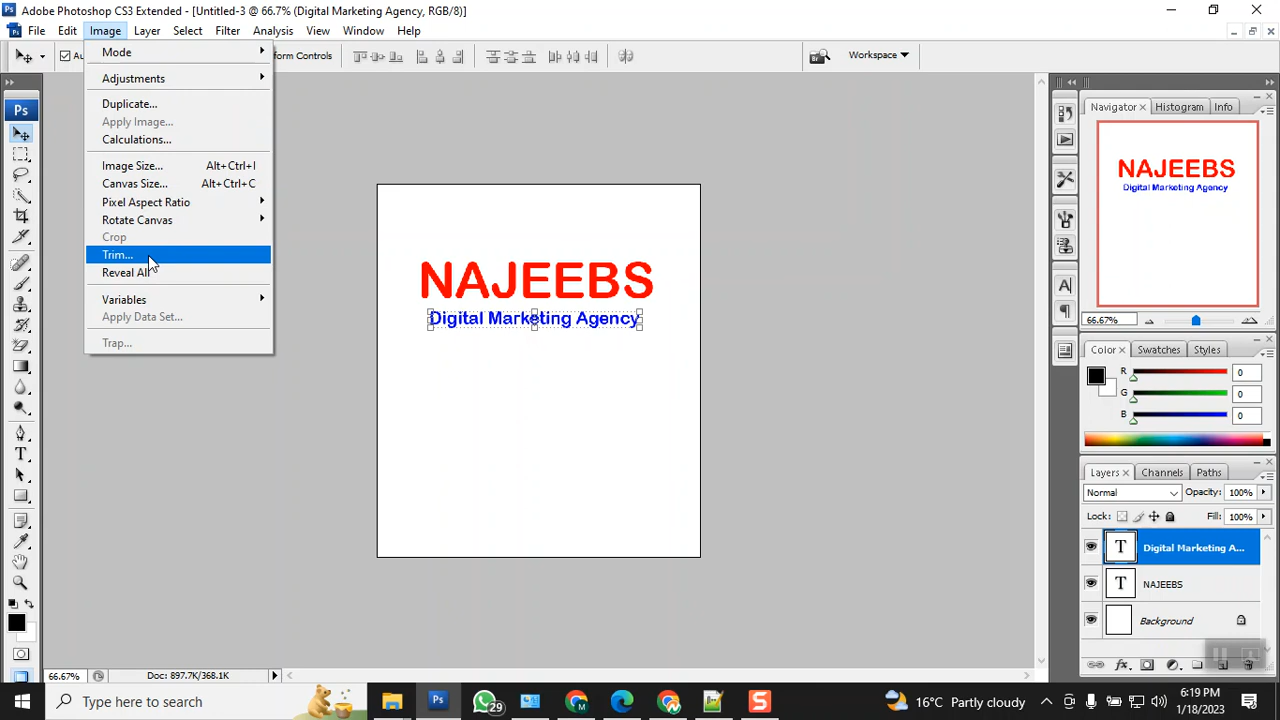 Adobe Photoshop CS3 Extended - [Untitled-3 @ 66.7% (Digital Marketing Agency, RGB/8)]
File Edit Image Layer Select Filter Analysis View Window Help
form Controls
Workspace
Mode
Adjustments
Duplicate...
Apply Image...
Calculations...
Image Size... Alt+Ctrl+I
Canvas Size... Alt+Ctrl+C
Pixel Aspect Ratio
Rotate Canvas
Crop
Trim...
Reveal All
Variables
Apply Data Set...
Trap...
NAJEEBS
Digital Marketing Agency
Ps
Navigator Histogram Info
NAJEEBS
Digital Marketing Agency
66.67%
Color Swatches Styles
R 0
G 0
B 0
Layers Channels Paths
Normal Opacity: 100%
Lock: Fill: 100%
T Digital Marketing A...
T NAJEEBS
Background
66.67% Doc: 897.7K/368.1K
Type here to search
Ps
29
16°C Partly cloudy
6:19 PM
1/18/2023